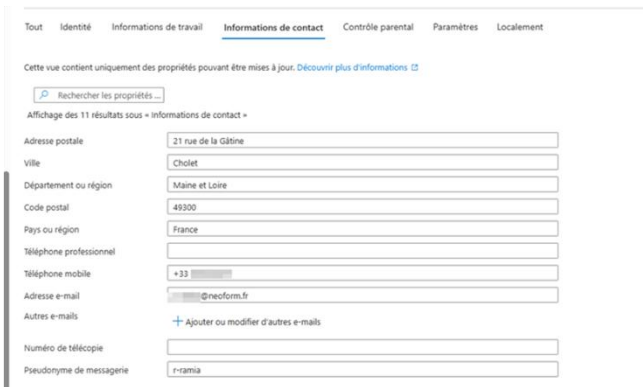 Tout Identité Informations de travail Informations de contact Contrôle parental Paramètres Localement
Cette vue contient uniquement des propriétés pouvant être mises à jour. Découvrir plus d'informations
Rechercher les propriétés ...
Affichage des 11 résultats sous « Informations de contact »
Adresse postale 21 rue de la Gâtine
Ville Cholet
Département ou région Maine et Loire
Code postal 49300
Pays ou région France
Téléphone professionnel
Téléphone mobile +33
Adresse e-mail @neoform.fr
Autres e-mails + Ajouter ou modifier d'autres e-mails
Numéro de télécopie
Pseudonyme de messagerie r-ramia